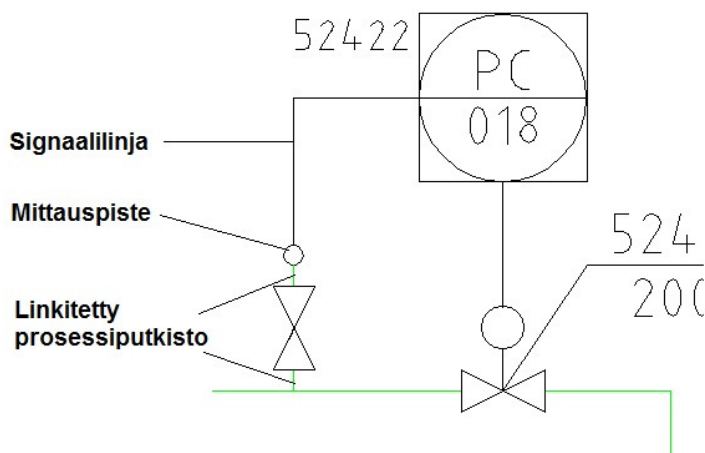 52422
PC
018
Signaalilinja
Mittauspiste
524
200
Linkitetty
prosessiputkisto